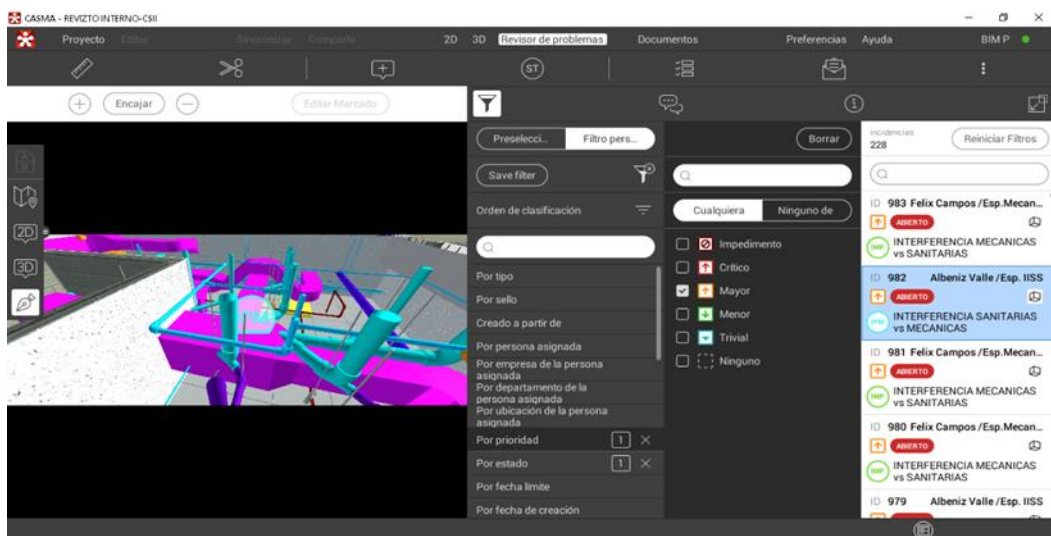 CASMA - REVIZTO INTERNO-CSII
Proyecto Editar Sincronizar Compartir 2D 3D Revisor de problemas Documentos Preferencias Ayuda BIM P
ST
Encajar Editar Marcado
Preselecci... Filtro pers...
Borrar
incidencias
228
Reiniciar Filtros
Save filter
Orden de clasificación
Cualquiera Ninguno de
2D
3D
Por tipo
Por sello
Creado a partir de
Por persona asignada
Por empresa de la persona
asignada
Por departamento de la
persona asignada
Por ubicación de la persona
asignada
Por prioridad 1
Por estado 1
Por fecha límite
Por fecha de creación
Impedimento
Crítico
Mayor
Menor
Trivial
Ninguno
ID 983 Felix Campos /Esp.Mecan...
ABIERTO
INTERFERENCIA MECANICAS
vs SANITARIAS
ID 982 Albeniz Valle /Esp. IISS
ABIERTO
INTERFERENCIA SANITARIAS
vs MECANICAS
ID 981 Felix Campos /Esp.Mecan...
ABIERTO
INTERFERENCIA MECANICAS
vs SANITARIAS
ID 980 Felix Campos /Esp.Mecan...
ABIERTO
INTERFERENCIA MECANICAS
vs SANITARIAS
ID 979 Albeniz Valle /Esp. IISS